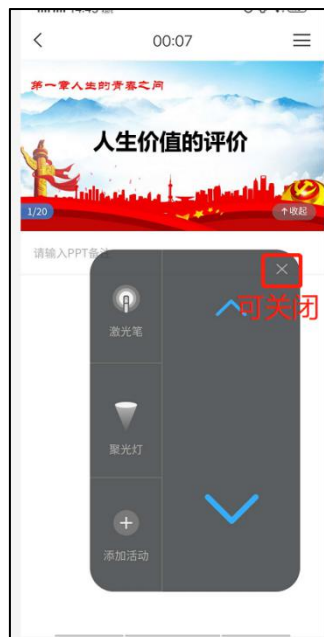 00:07
第一章人生的青春之问
人生价值的评价
1/20
个收起
请输入PPT备
可关闭
激光笔
聚光灯
添加活动